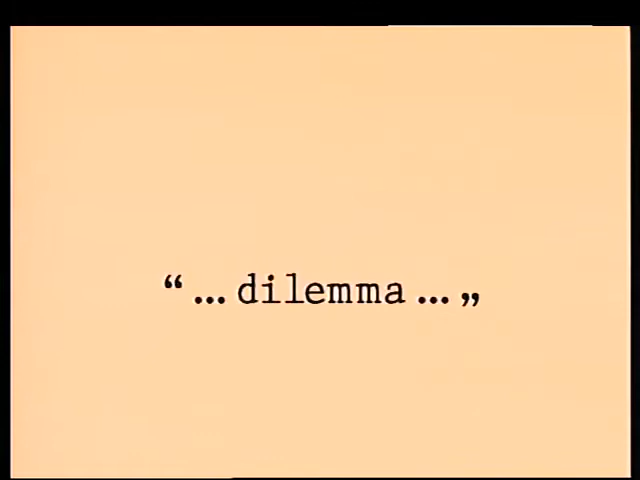 “ … dilemma … ”